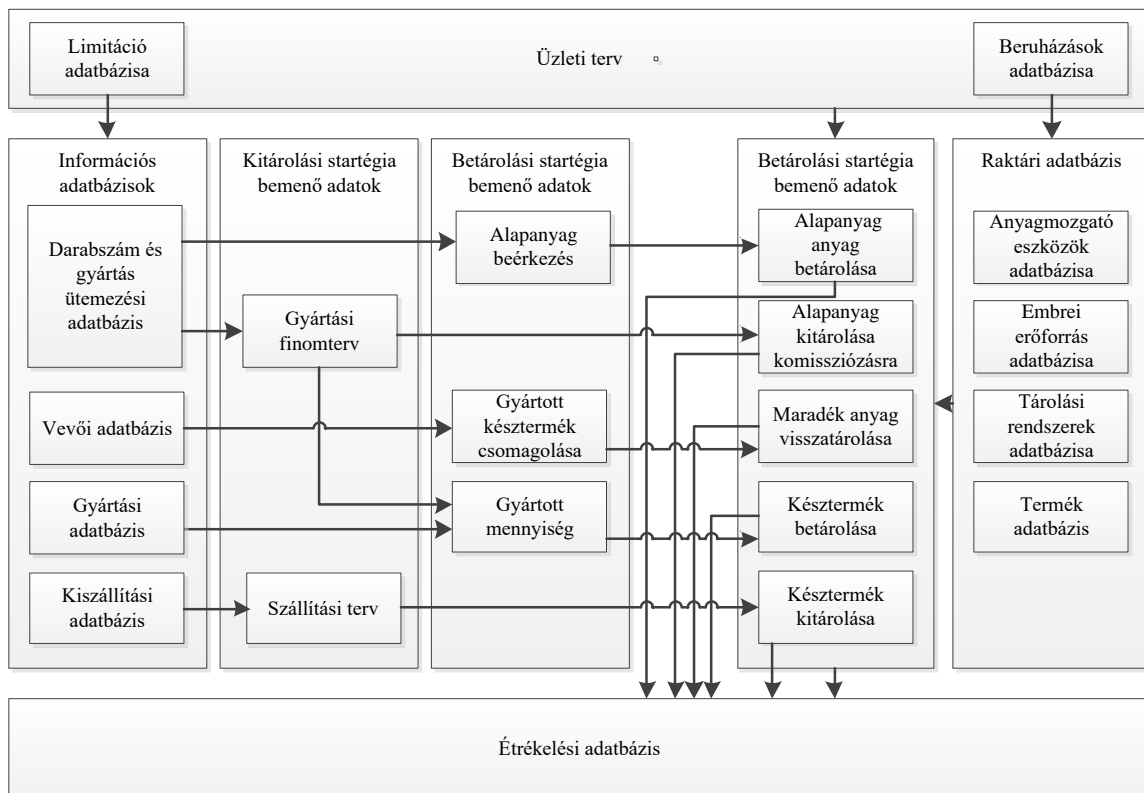 Limitáció
adatbázisa
Üzleti terv
Beruházások
adatbázisa
Információs
adatbázisok
Darabszám és
gyártás
ütemezési
adatbázis
Vevői adatbázis
Gyártási
adatbázis
Kiszállítási
adatbázis
Kitárolási startégia
bemenő adatok
Gyártási
finomterv
Szállítási terv
Betárolási startégia
bemenő adatok
Alapanyag
beérkezés
Gyártott
késztermék
csomagolása
Gyártott
mennyiség
Betárolási startégia
bemenő adatok
Alapanyag
anyag
betárolása
Alapanyag
kitárolása
komissziózásra
Maradék anyag
visszatárolása
Késztermék
betárolása
Késztermék
kitárolása
Raktári adatbázis
Anyagmozgató
eszközök
adatbázisa
Embrei
erőforrás
adatbázisa
Tárolási
rendszerek
adatbázisa
Termék
adatbázis
Étrékelési adatbázis